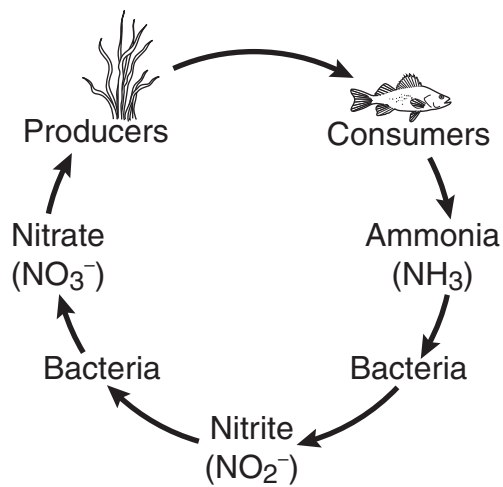 Producers
Consumers
Nitrate
(NO₃⁻)
Ammonia
(NH₃)
Bacteria
Bacteria
Nitrite
(NO₂⁻)